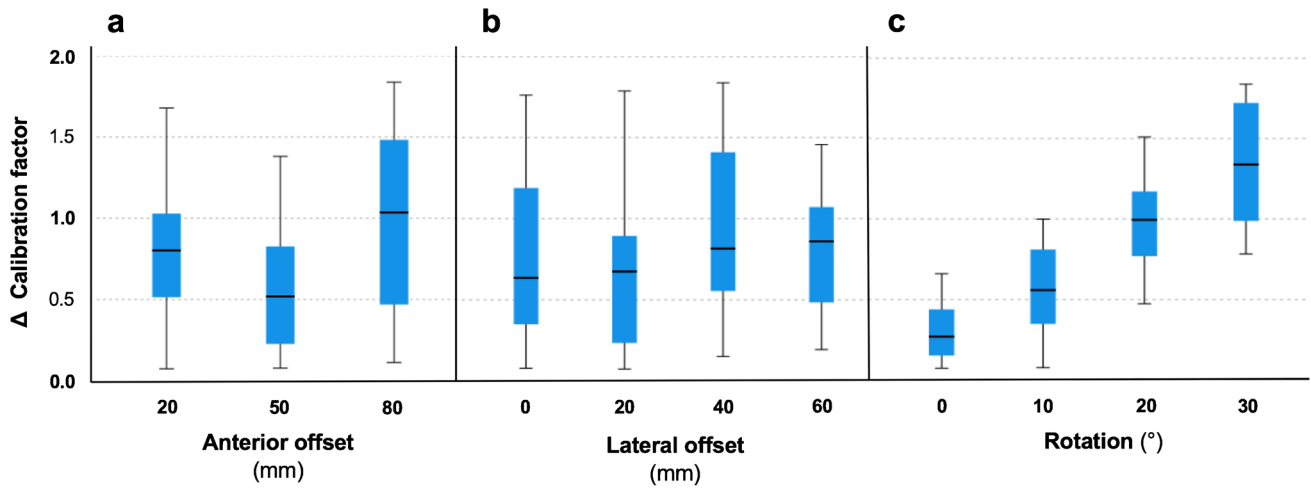 a b c
Δ Calibration factor
2.0
1.5
1.0
0.5
0.0
20 50 80
Anterior offset
(mm)
0 20 40 60
Lateral offset
(mm)
0 10 20 30
Rotation (°)